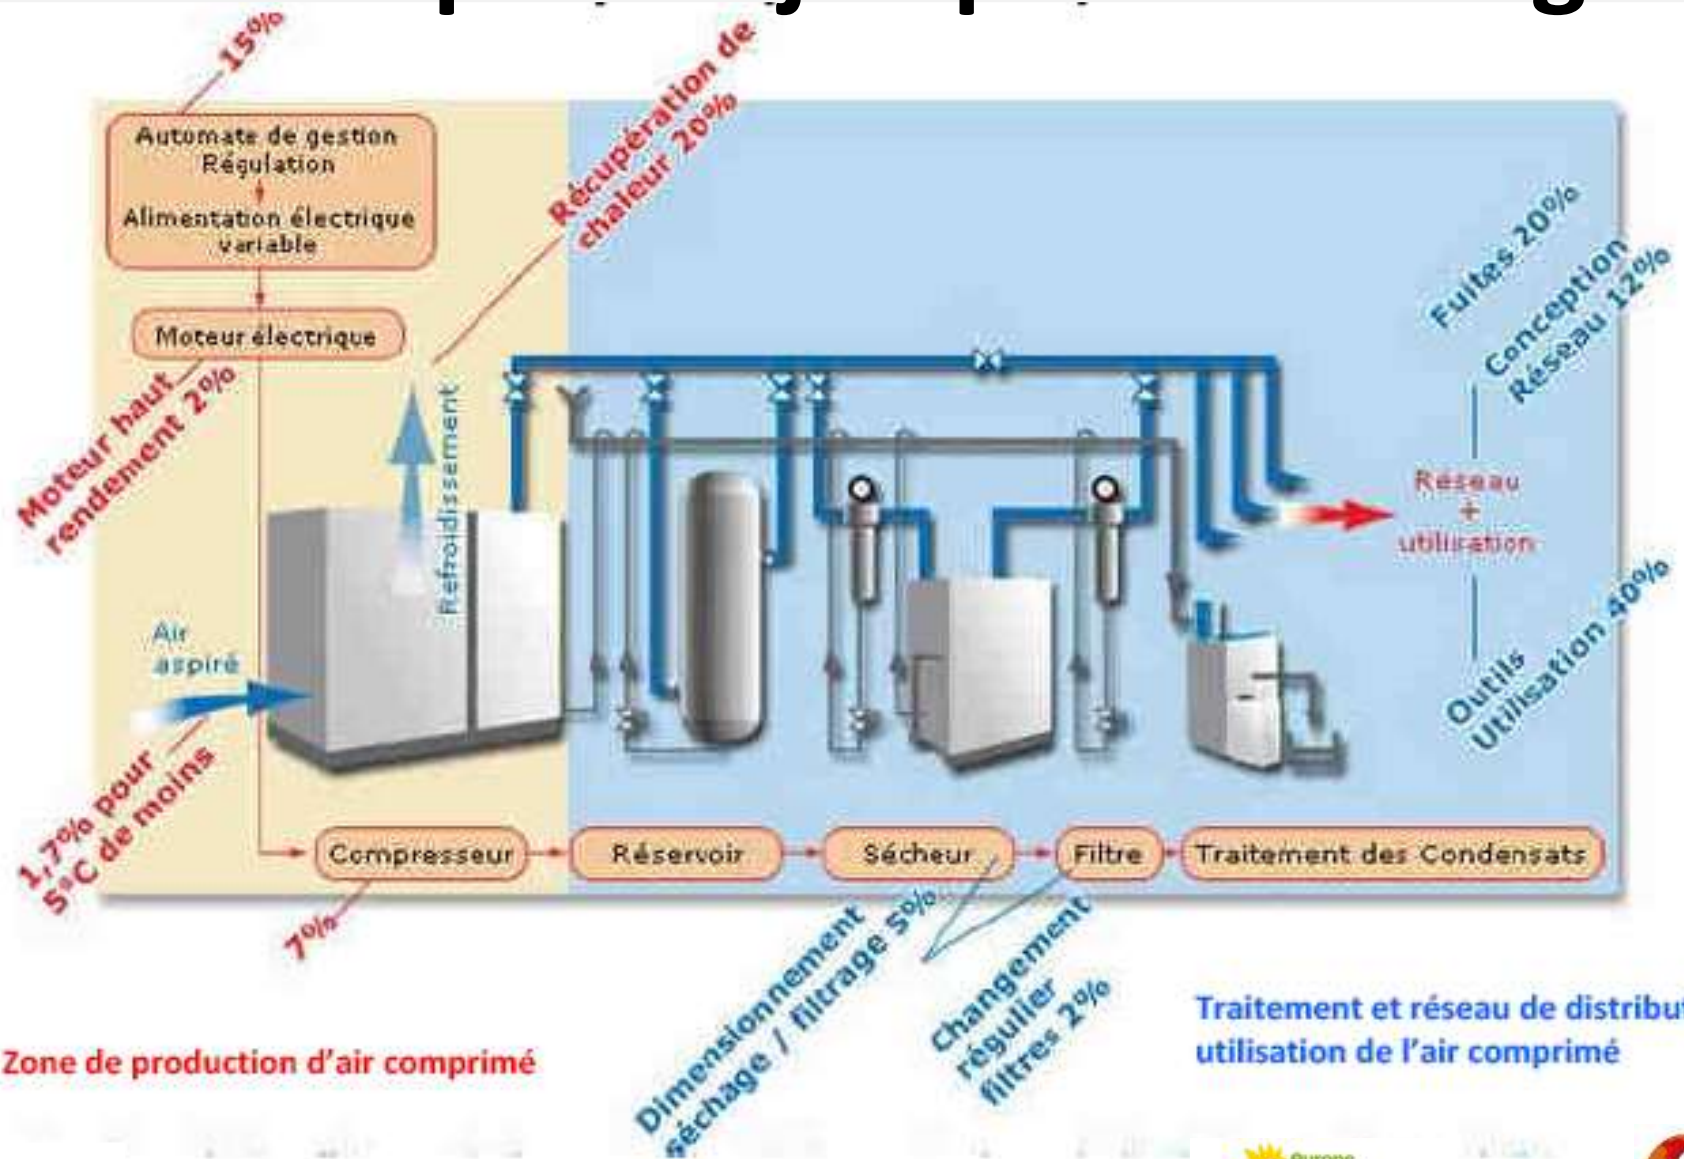 15%
Récupération de
chaleur 20%
Automate de gestion
Régulation
Alimentation électrique
variable
Moteur électrique
Moteur haut
rendement 2%
Refroidissement
Air
aspiré
1,7% pour
5°C de moins
Fuites 20%
Conception
Réseau 12%
Réseau
+
utilisation
Outils
Utilisation 40%
Compresseur
Réservoir
Sécheur
Filtre
Traitement des Condensats
7%
Dimensionnement
séchage / filtrage 5%
Changement
régulier
filtres 2%
Zone de production d'air comprimé
Traitement et réseau de distribut
utilisation de l'air comprimé